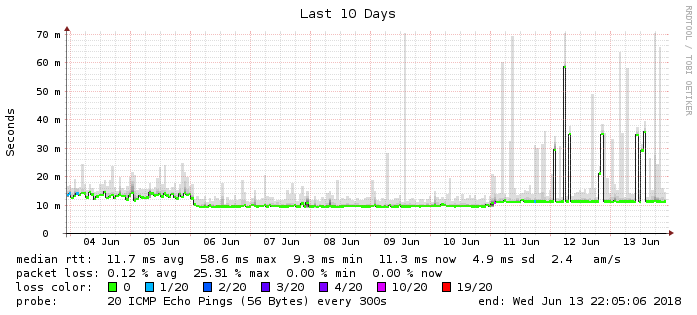 Last 10 Days
RRDTOOL / TOBI OETIKER
Seconds
70 m
60 m
50 m
40 m
30 m
20 m
10 m
0
04 Jun 05 Jun 06 Jun 07 Jun 08 Jun 09 Jun 10 Jun 11 Jun 12 Jun 13 Jun
median rtt: 11.7 ms avg 58.6 ms max 9.3 ms min 11.3 ms now 4.9 ms sd 2.4 am/s
packet loss: 0.12 % avg 25.31 % max 0.00 % min 0.00 % now
loss color: 0 1/20 2/20 3/20 4/20 10/20 19/20
probe: 20 ICMP Echo Pings (56 Bytes) every 300s end: Wed Jun 13 22:05:06 2018